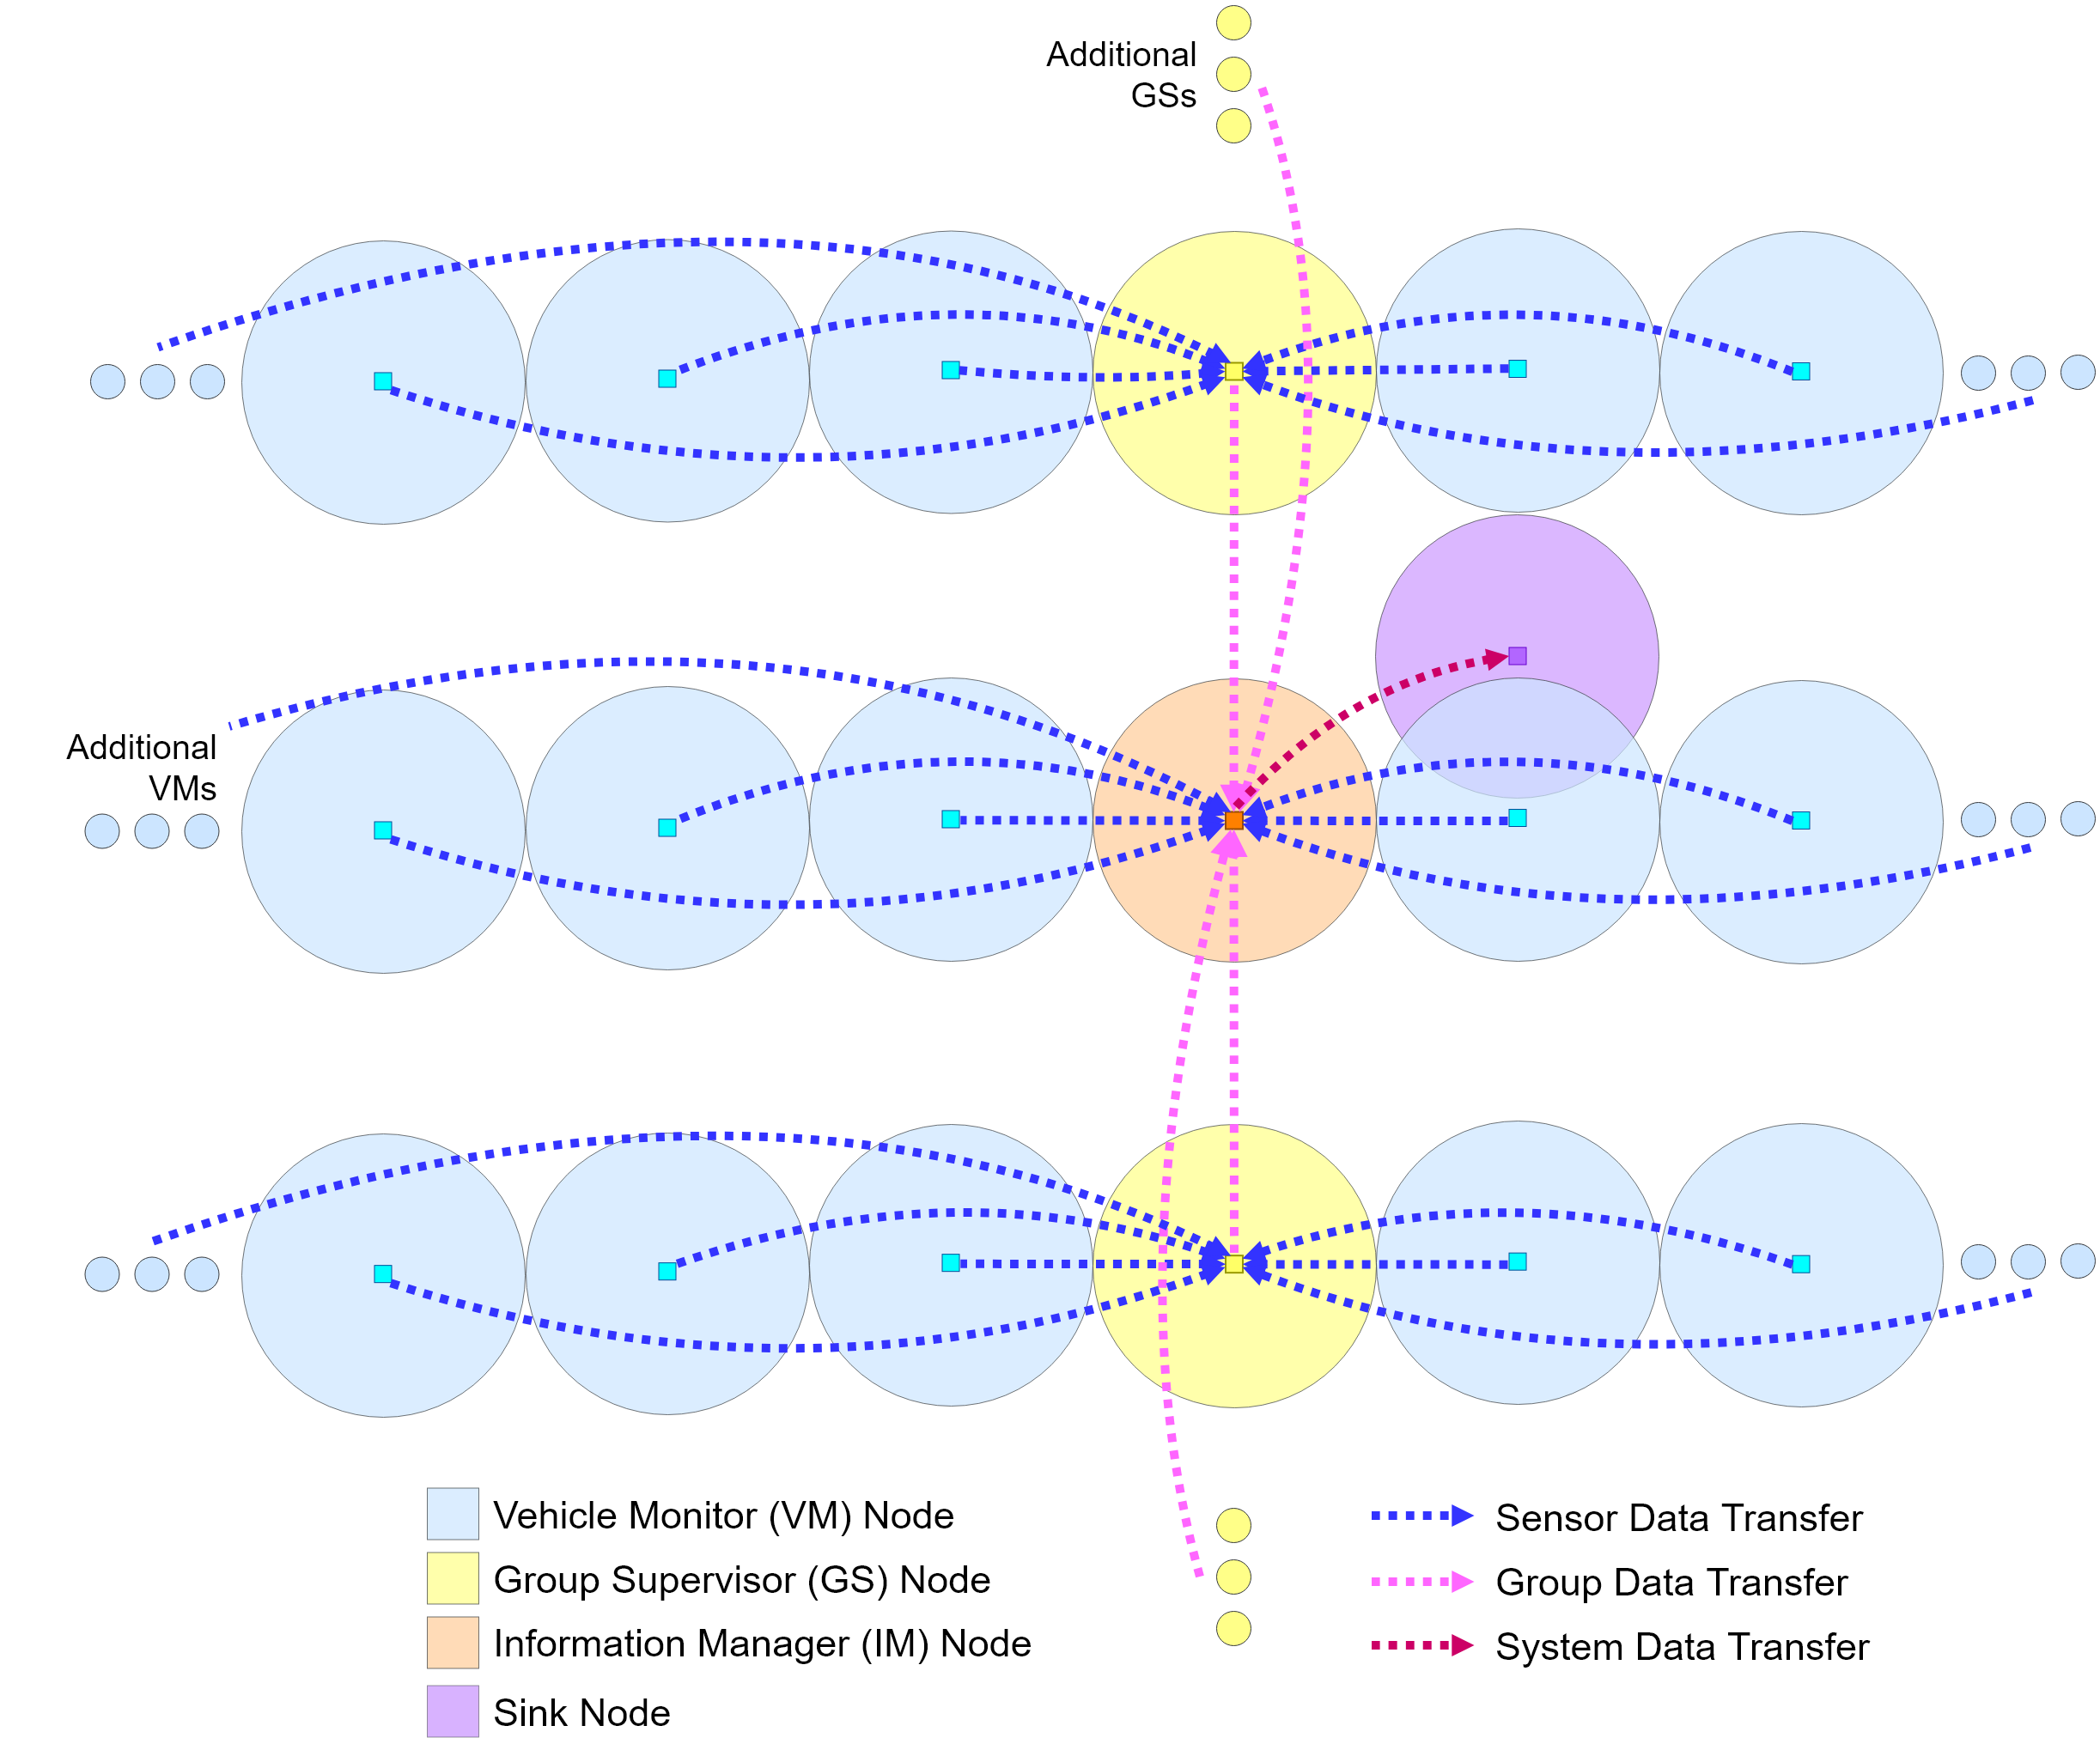 Additional
GSs
Additional
VMs
Vehicle Monitor (VM) Node
Group Supervisor (GS) Node
Information Manager (IM) Node
Sink Node
Sensor Data Transfer
Group Data Transfer
System Data Transfer